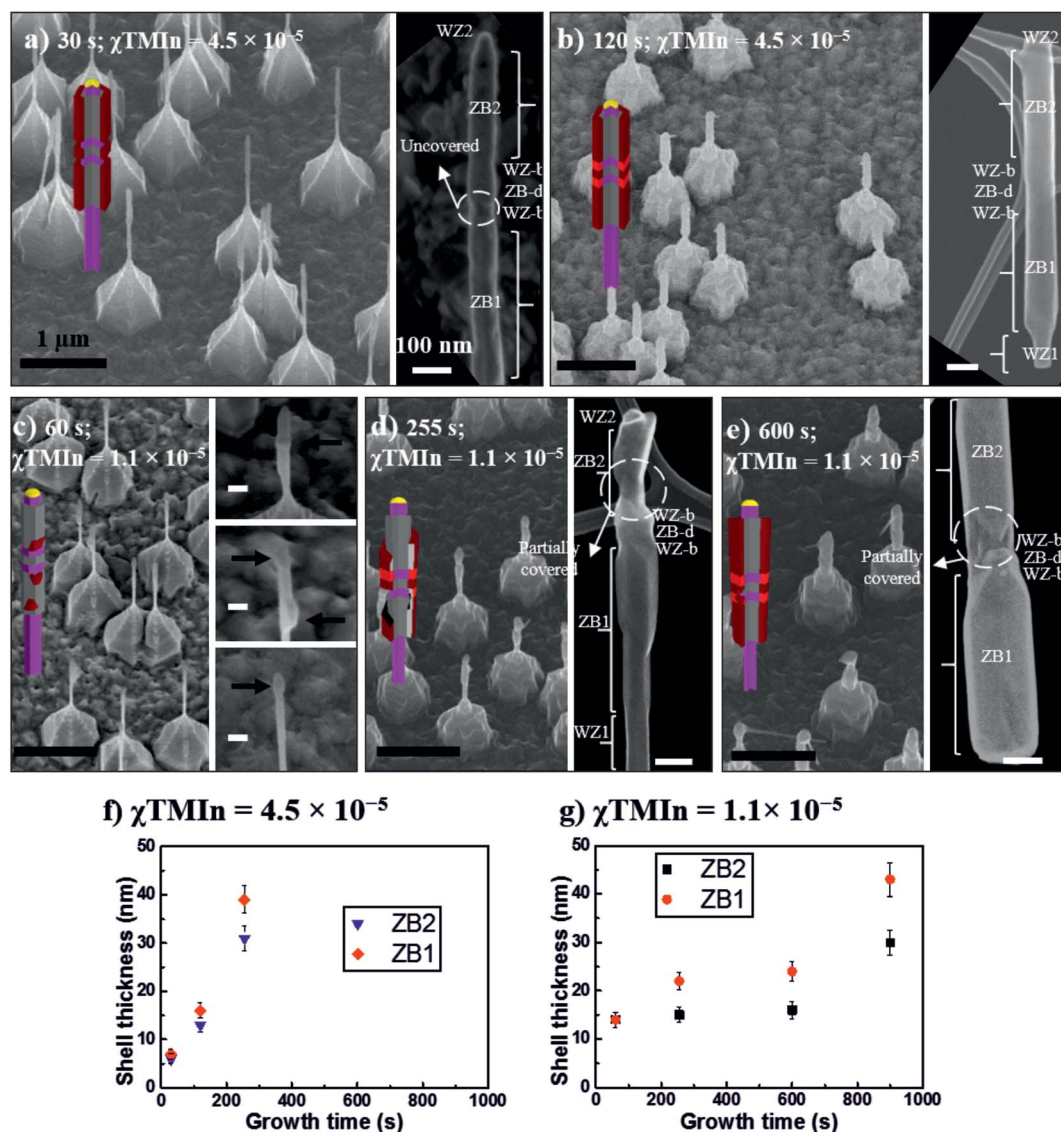 a) 30 s; χTMIn = 4.5 × 10⁻⁵
WZ2
ZB2
Uncovered
WZ-b
ZB-d
WZ-b
ZB1
1 μm
100 nm
b) 120 s; χTMIn = 4.5 × 10⁻⁵
WZ2
ZB2
WZ-b
ZB-d
WZ-b
ZB1
WZ1
c) 60 s;
χTMIn = 1.1 × 10⁻⁵
d) 255 s;
χTMIn = 1.1 × 10⁻⁵
WZ2
ZB2
WZ-b
ZB-d
WZ-b
Partially
covered
ZB1
WZ1
e) 600 s;
χTMIn = 1.1 × 10⁻⁵
ZB2
WZ-b
ZB-d
WZ-b
Partially
covered
ZB1
f) χTMIn = 4.5 × 10⁻⁵
50
40
30
20
10
0
Shell thickness (nm)
ZB2
ZB1
0 200 400 600 800 1000
Growth time (s)
g) χTMIn = 1.1× 10⁻⁵
50
40
30
20
10
0
Shell thickness (nm)
ZB2
ZB1
0 200 400 600 800 1000
Growth time (s)